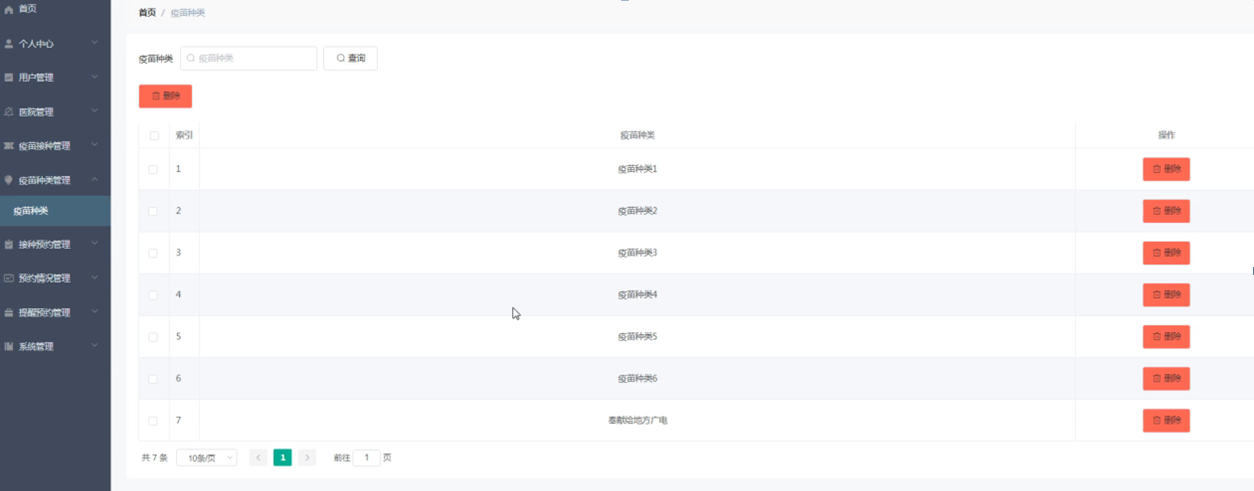 首页
个人中心
用户管理
医院管理
疫苗接种管理
疫苗种类管理
疫苗种类
接种预约管理
预约情况管理
提醒预约管理
系统管理
首页 / 疫苗种类
疫苗种类 疫苗种类 查询
删除
索引 疫苗种类 操作
1 疫苗种类1 删除
2 疫苗种类2 删除
3 疫苗种类3 删除
4 疫苗种类4 删除
5 疫苗种类5 删除
6 疫苗种类6 删除
7 奉献给地方广电 删除
共 7 条 10条/页 < 1 > 前往 1 页